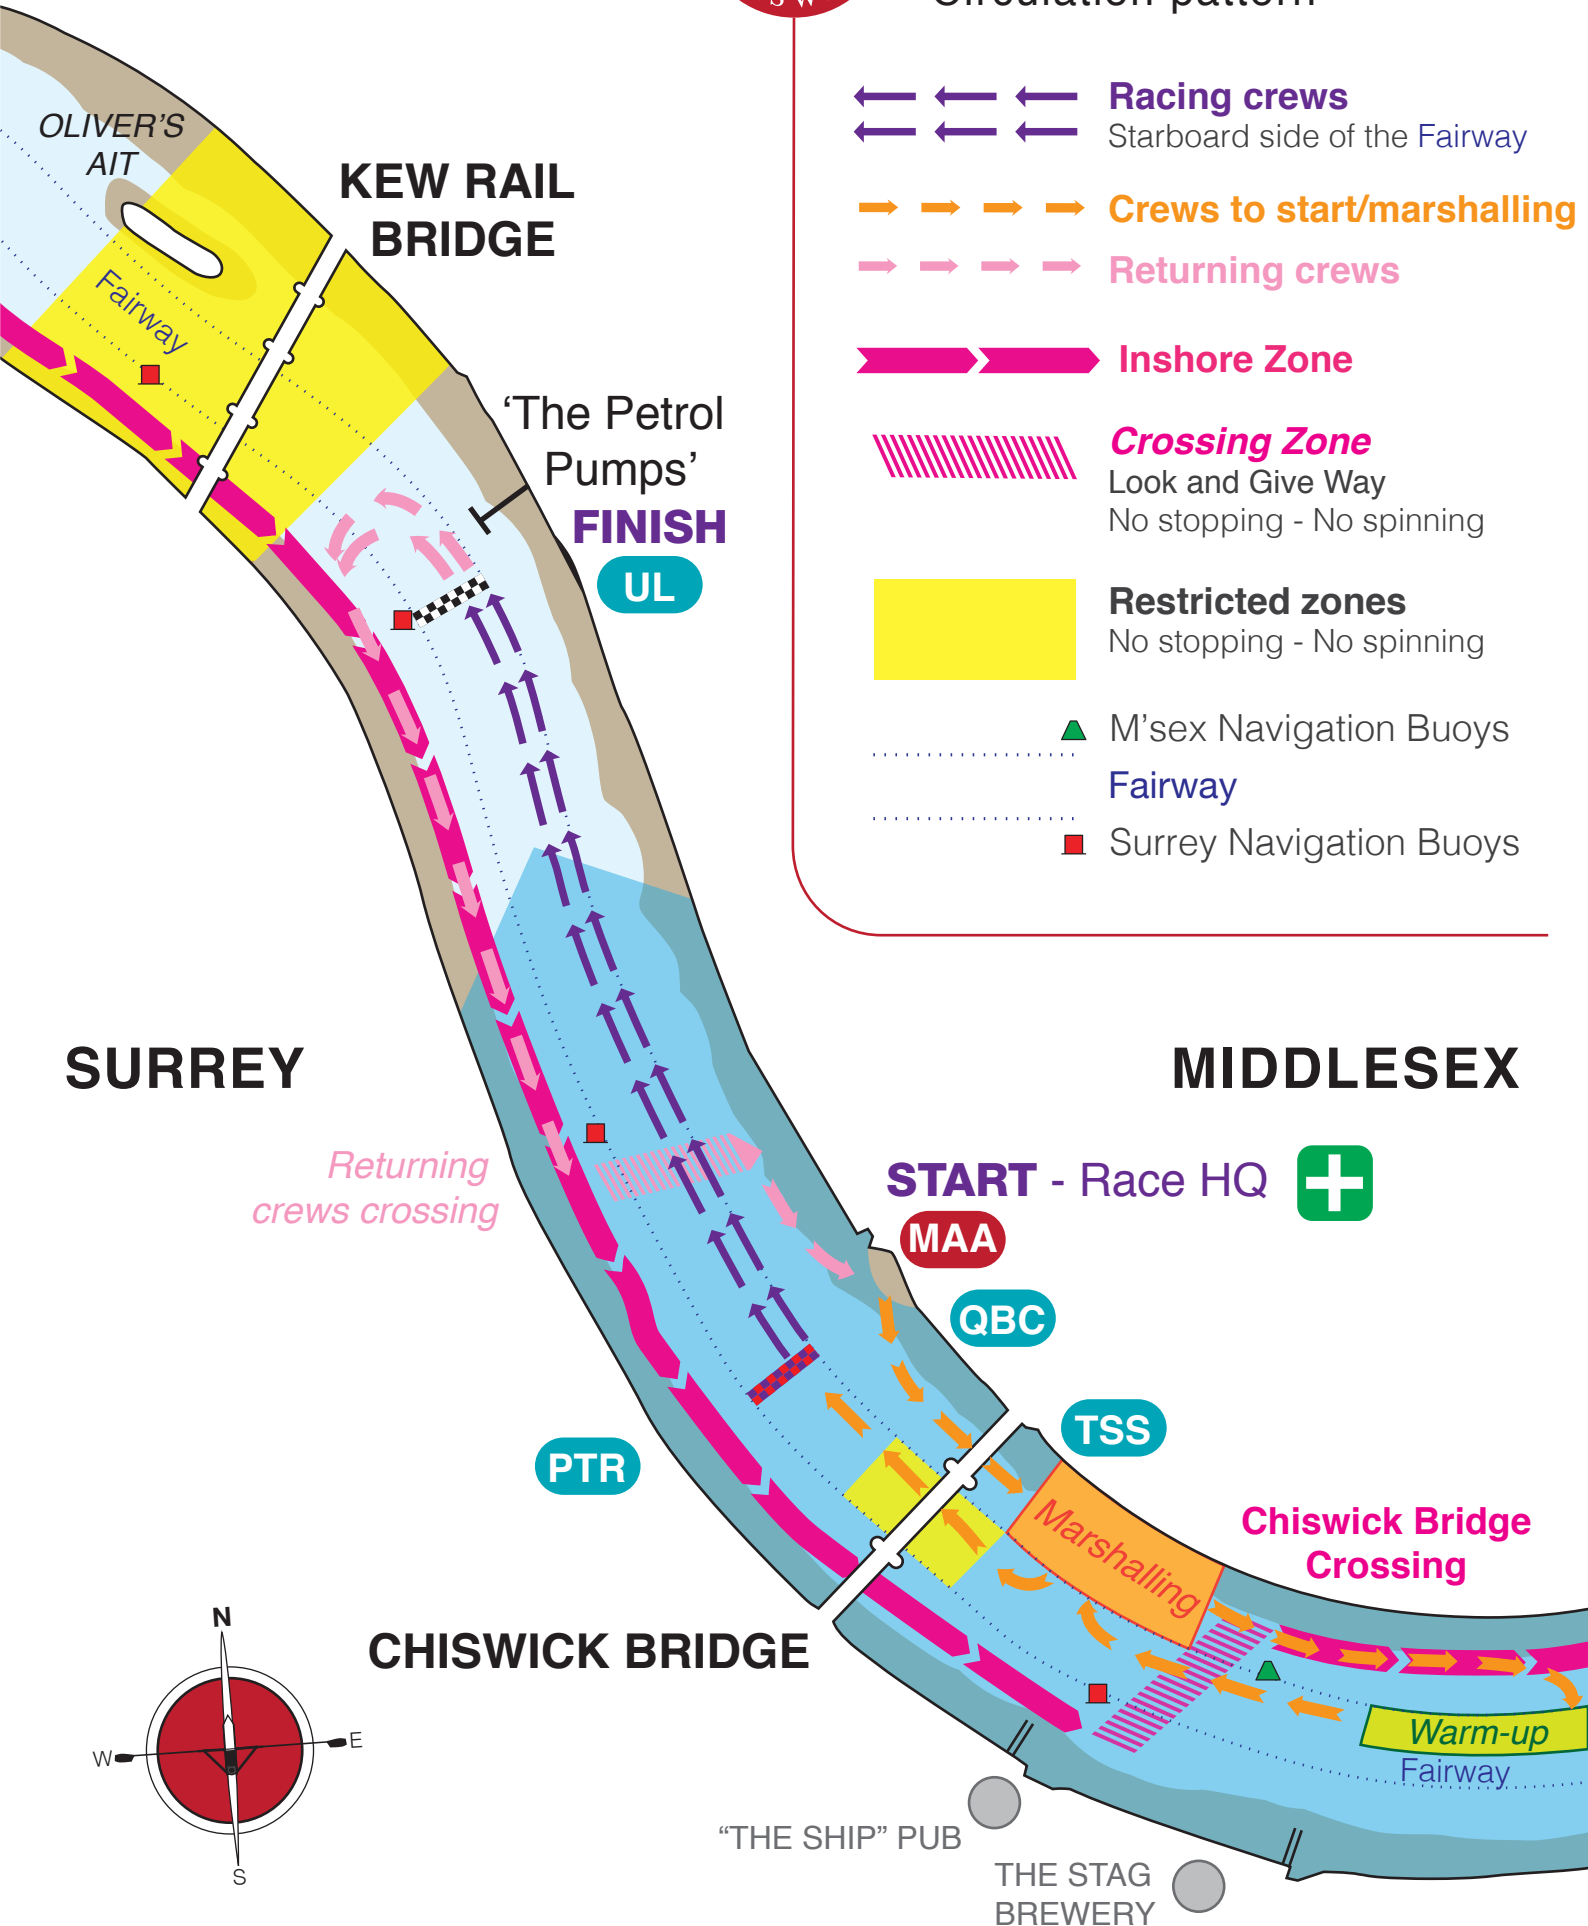 S W
Circulation pattern
Racing crews
Starboard side of the Fairway
Crews to start/marshalling
Returning crews
Inshore Zone
Crossing Zone
Look and Give Way
No stopping - No spinning
Restricted zones
No stopping - No spinning
M'sex Navigation Buoys
Fairway
Surrey Navigation Buoys
OLIVER'S
AIT
KEW RAIL
BRIDGE
Fairway
‘The Petrol
Pumps’
FINISH
UL
SURREY
MIDDLESEX
Returning
crews crossing
START - Race HQ
MAA
QBC
TSS
PTR
Marshalling
Chiswick Bridge
Crossing
CHISWICK BRIDGE
Warm-up
Fairway
N
W
E
S
“THE SHIP” PUB
THE STAG
BREWERY